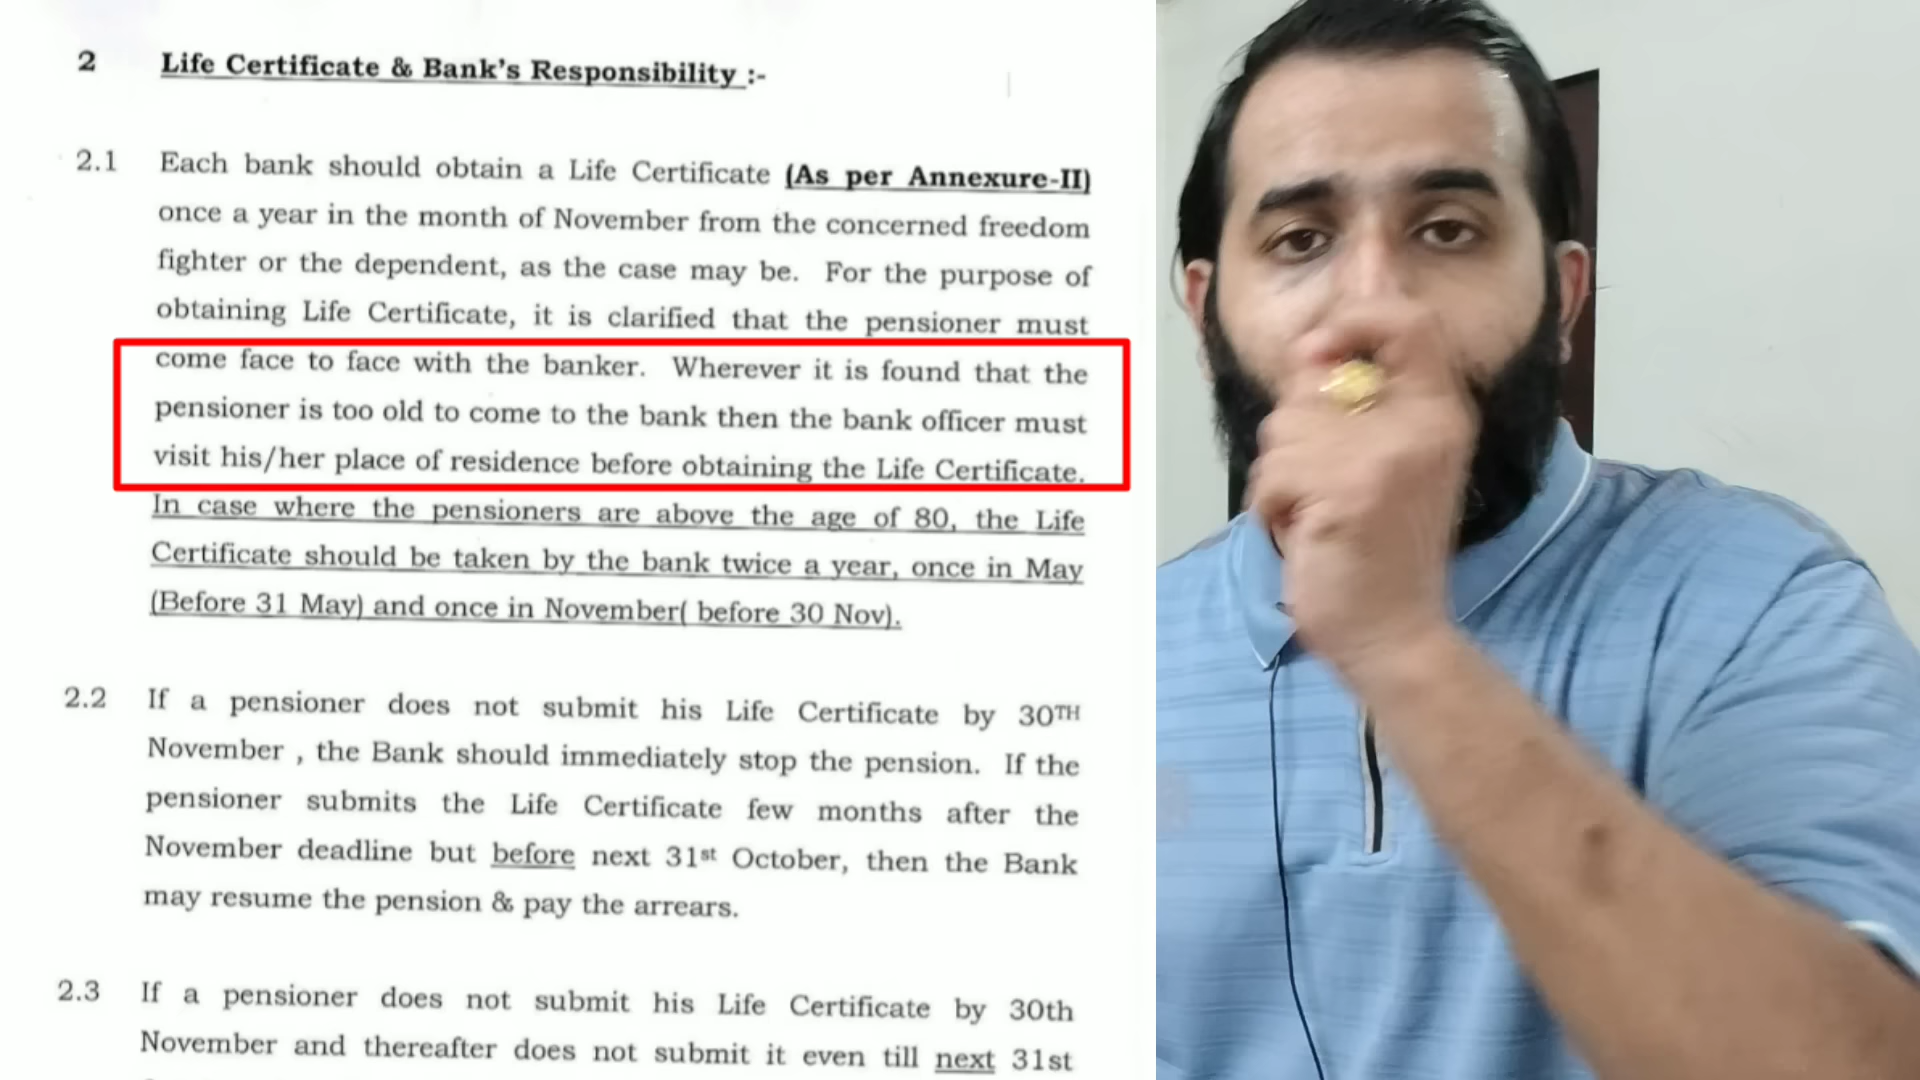 2 Life Certificate & Bank's Responsibility :-
2.1 Each bank should obtain a Life Certificate (As per Annexure-II)
once a year in the month of November from the concerned freedom
fighter or the dependent, as the case may be. For the purpose of
obtaining Life Certificate, it is clarified that the pensioner must
come face to face with the banker. Wherever it is found that the
pensioner is too old to come to the bank then the bank officer must
visit his/her place of residence before obtaining the Life Certificate.
In case where the pensioners are above the age of 80, the Life
Certificate should be taken by the bank twice a year, once in May
(Before 31 May) and once in November( before 30 Nov).
2.2 If a pensioner does not submit his Life Certificate by 30TH
November , the Bank should immediately stop the pension. If the
pensioner submits the Life Certificate few months after the
November deadline but before next 31st October, then the Bank
may resume the pension & pay the arrears.
2.3 If a pensioner does not submit his Life Certificate by 30th
November and thereafter does not submit it even till next 31st